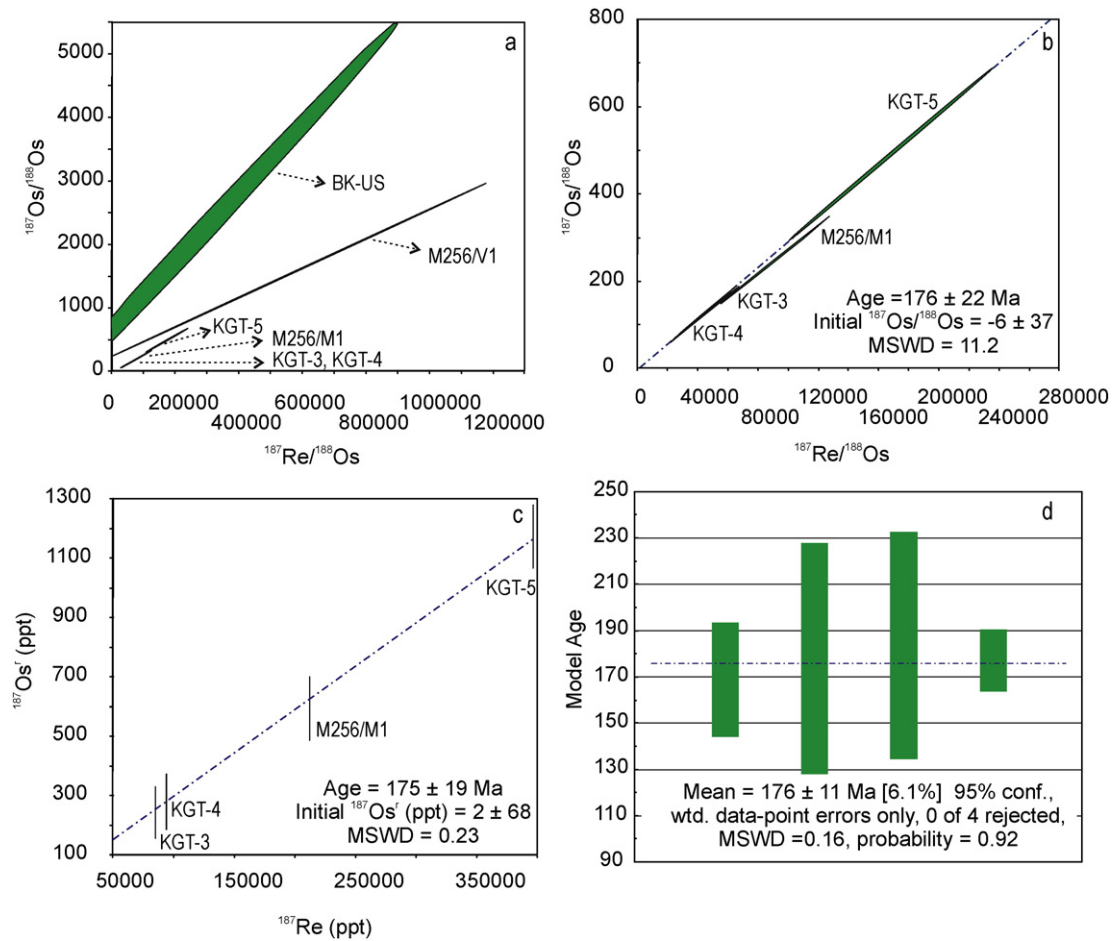 a
5000
4000
3000
2000
1000
0
¹⁸⁷Os/¹⁸⁸Os
BK-US
M256/V1
KGT-5
M256/M1
KGT-3, KGT-4
0 400000 800000 1200000
200000 600000 1000000
¹⁸⁷Re/¹⁸⁸Os
b
800
600
400
200
0
¹⁸⁷Os/¹⁸⁸Os
KGT-5
M256/M1
KGT-3
KGT-4
Age =176 ± 22 Ma
Initial ¹⁸⁷Os/¹⁸⁸Os = -6 ± 37
MSWD = 11.2
40000 120000 200000 280000
80000 160000 240000
¹⁸⁷Re/¹⁸⁸Os
c
1300
1100
900
700
500
300
100
¹⁸⁷Osʳ (ppt)
KGT-5
M256/M1
KGT-4
KGT-3
Age = 175 ± 19 Ma
Initial ¹⁸⁷Osʳ (ppt) = 2 ± 68
MSWD = 0.23
50000 150000 250000 350000
¹⁸⁷Re (ppt)
d
250
230
210
190
170
150
130
110
90
Model Age
Mean = 176 ± 11 Ma [6.1%] 95% conf.,
wtd. data-point errors only, 0 of 4 rejected,
MSWD =0.16, probability = 0.92